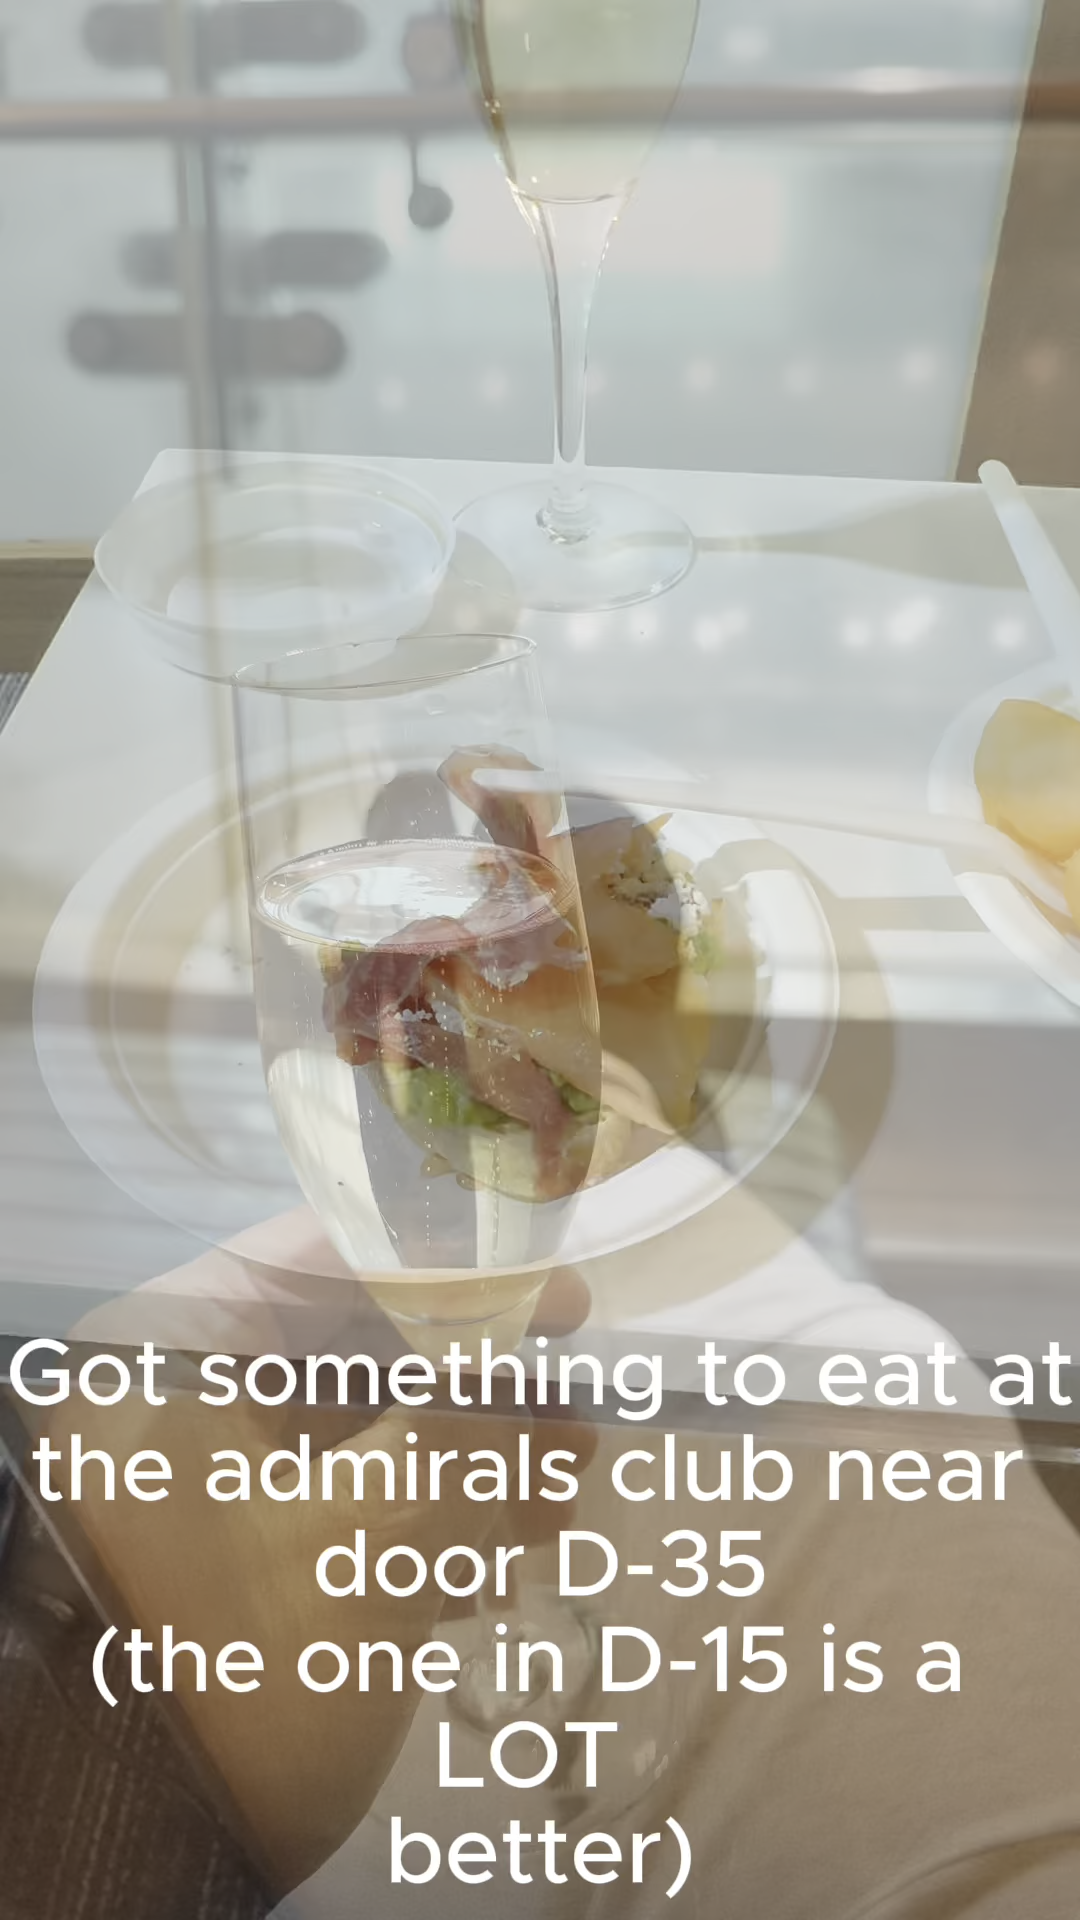 Got something to eat at
the admirals club near
door D-35
(the one in D-15 is a
LOT
better)